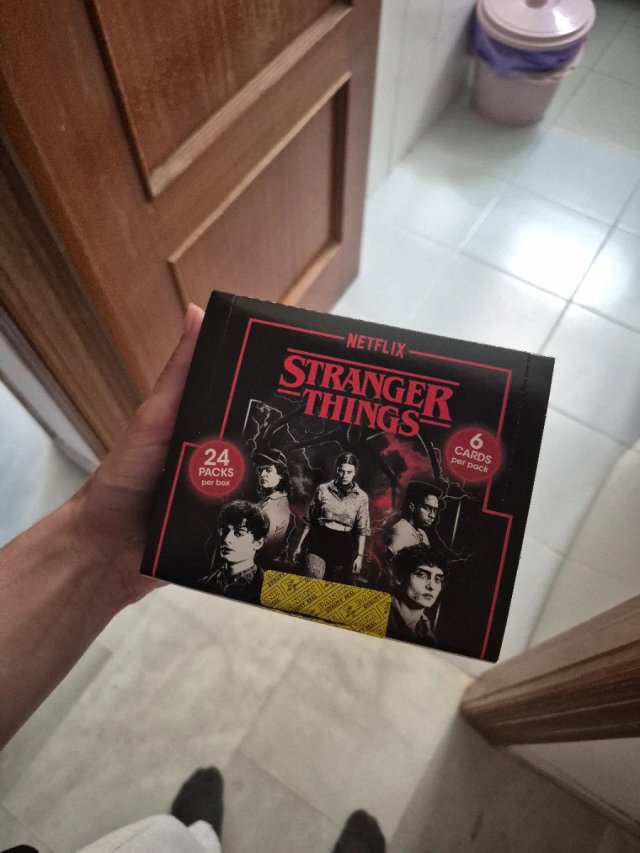 NETFLIX
STRANGER
THINGS
24
PACKS
per box
6
CARDS
per pack